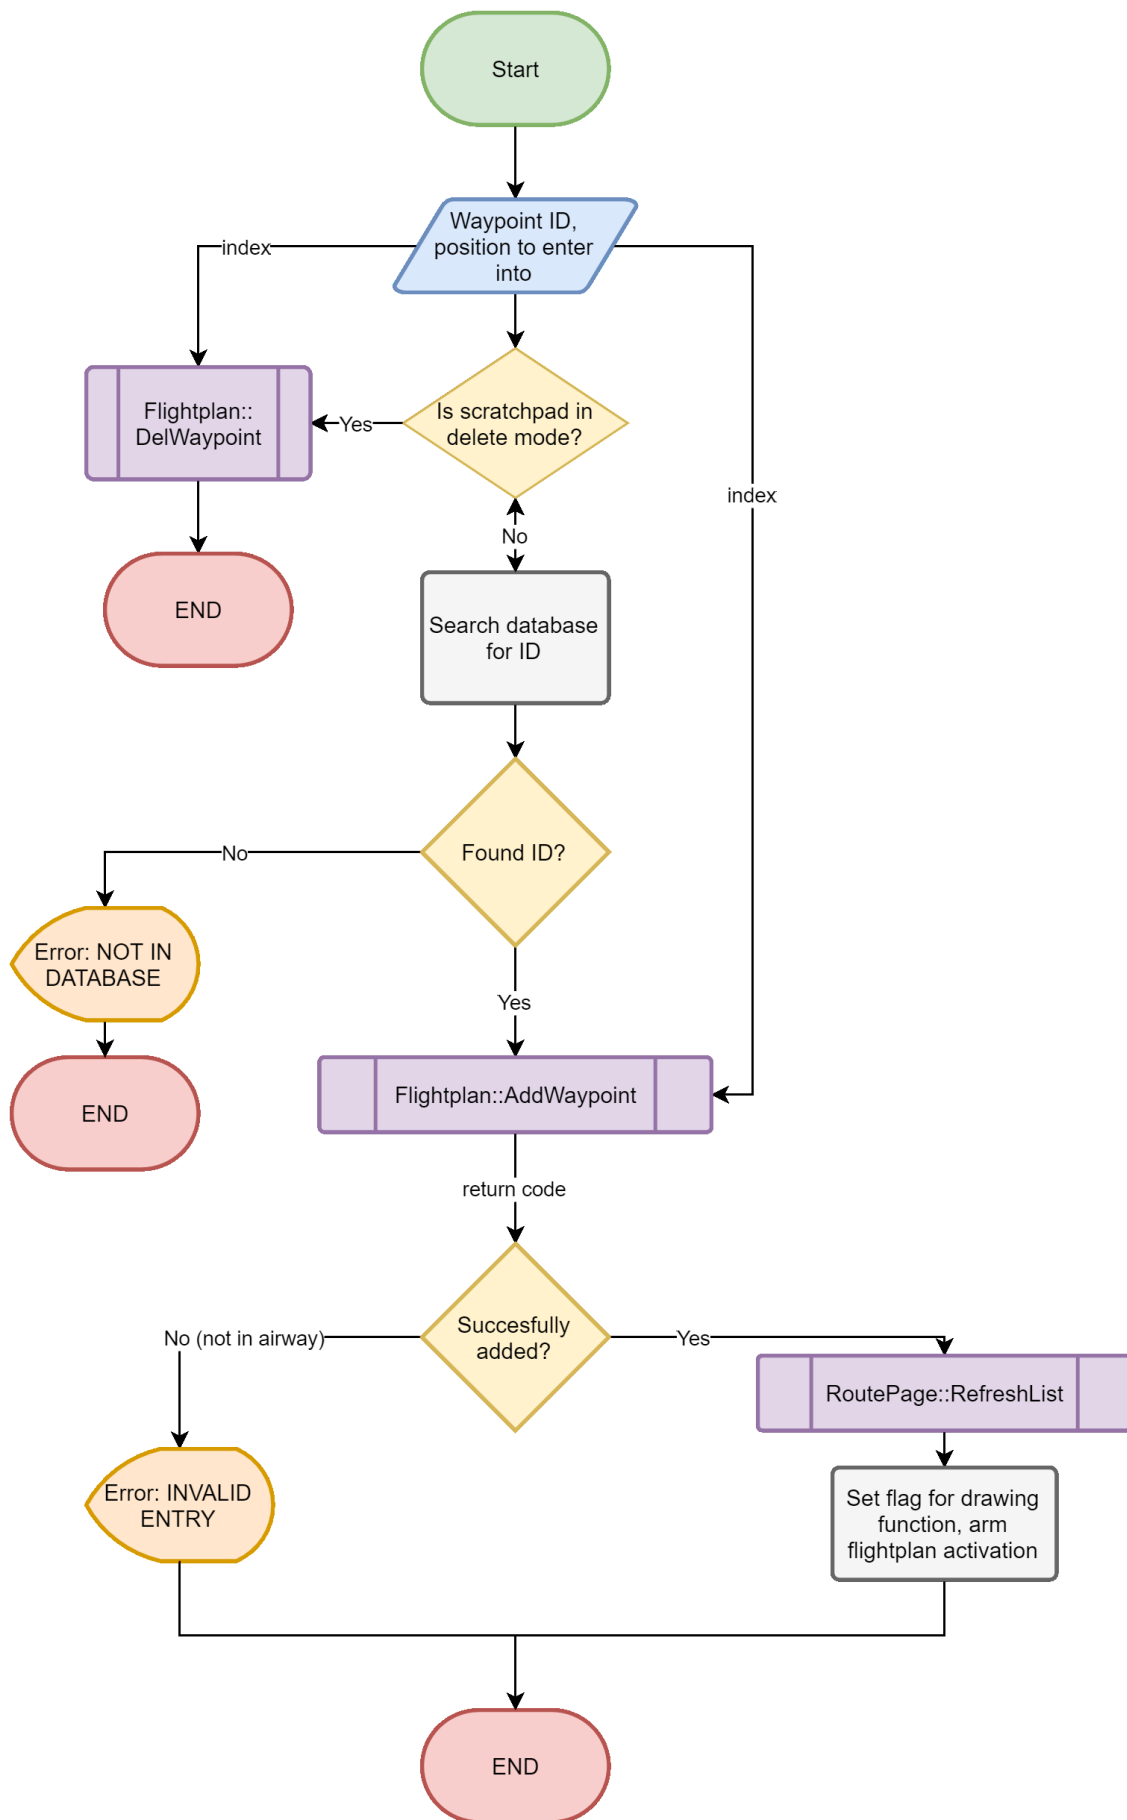 Start
Waypoint ID,
position to enter
into
index
Flightplan::
DelWaypoint
Yes
Is scratchpad in
delete mode?
index
No
END
Search database
for ID
No
Found ID?
Error: NOT IN
DATABASE
Yes
END
Flightplan::AddWaypoint
return code
No (not in airway)
Succesfully
added?
Yes
RoutePage::RefreshList
Error: INVALID
ENTRY
Set flag for drawing
function, arm
flightplan activation
END